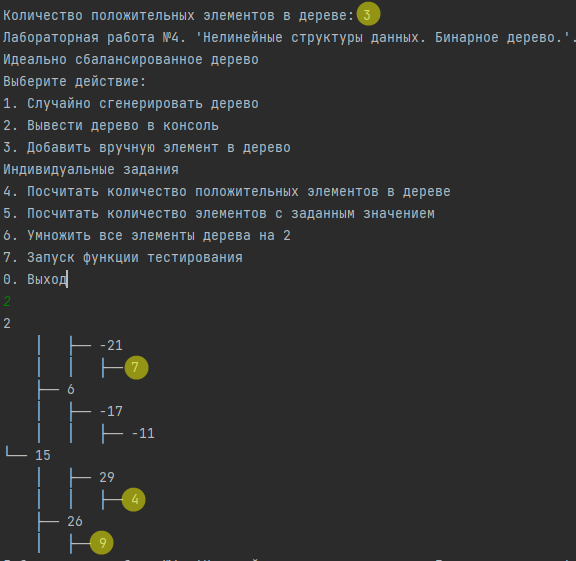 Количество положительных элементов в дереве: 3
Лабораторная работа №4. 'Нелинейные структуры данных. Бинарное дерево.'.
Идеально сбалансированное дерево
Выберите действие:
1. Случайно сгенерировать дерево
2. Вывести дерево в консоль
3. Добавить вручную элемент в дерево
Индивидуальные задания
4. Посчитать количество положительных элементов в дереве
5. Посчитать количество элементов с заданным значением
6. Умножить все элементы дерева на 2
7. Запуск функции тестирования
0. Выход
2
2
│   ├── -21
│   │   ├── 7
├── 6
│   ├── -17
│   │   ├── -11
└── 15
│   ├── 29
│   │   ├── 4
├── 26
│   ├── 9